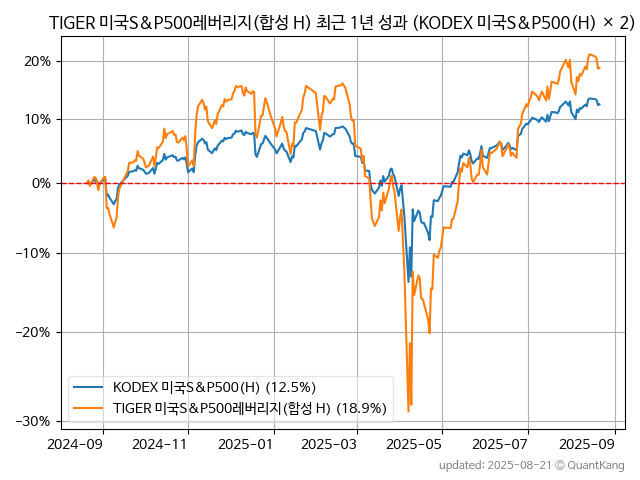 TIGER 미국S&P500레버리지(합성 H) 최근 1년 성과 (KODEX 미국S&P500(H) × 2)
20%
10%
0%
−10%
−20%
−30%
KODEX 미국S&P500(H) (12.5%)
TIGER 미국S&P500레버리지(합성 H) (18.9%)
2024-09 2024-11 2025-01 2025-03 2025-05 2025-07 2025-09
updated: 2025-08-21 © QuantKang